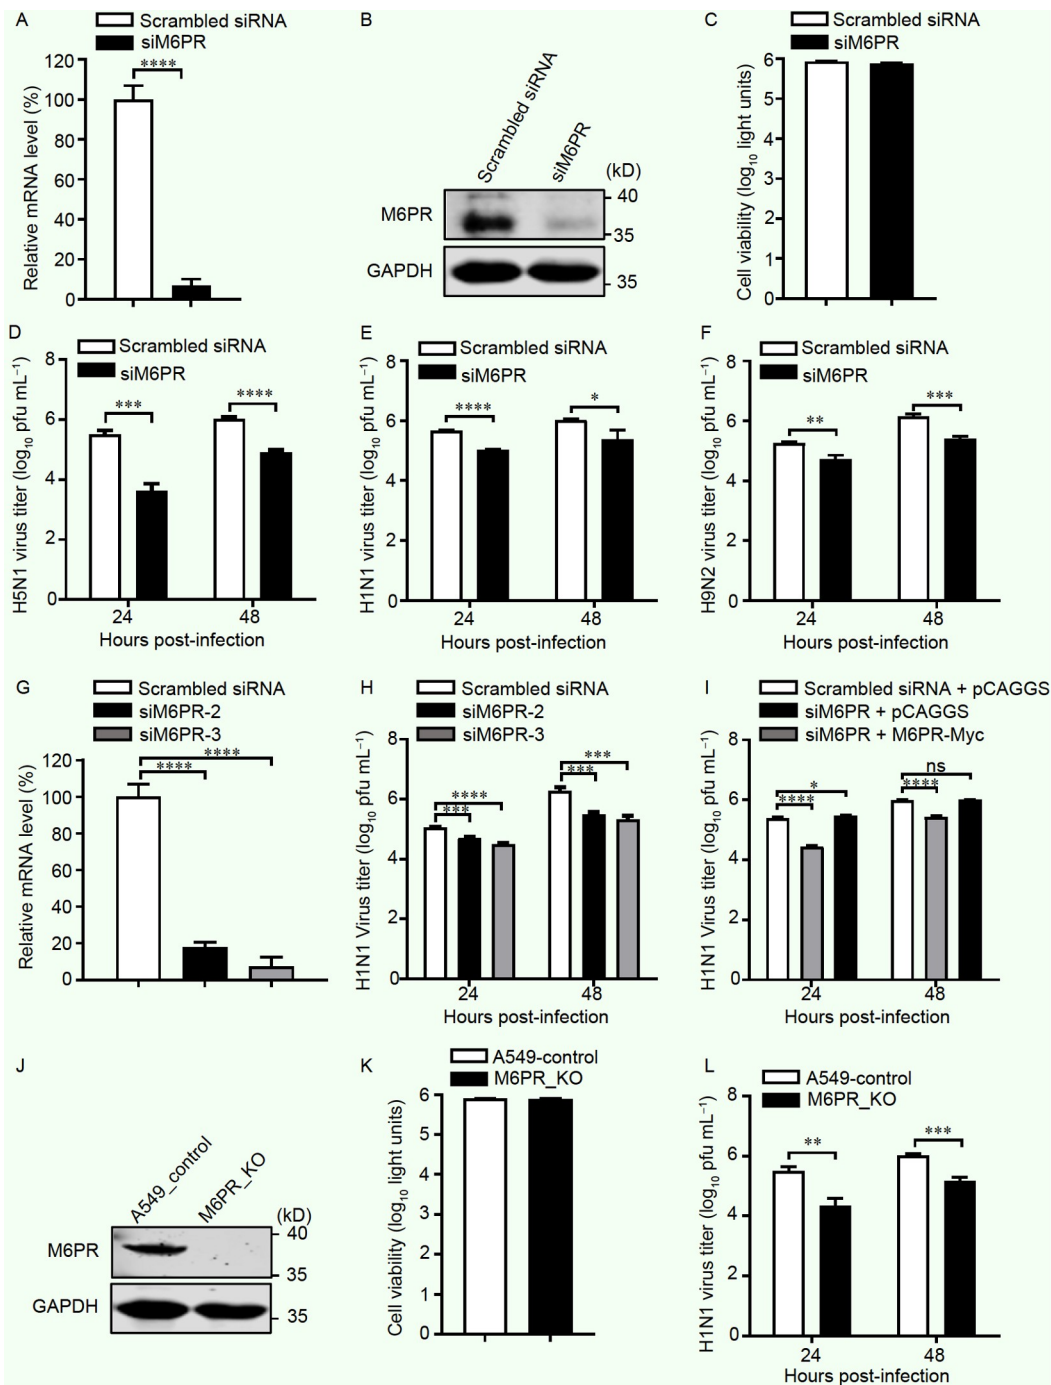 A
Scrambled siRNA
siM6PR
Relative mRNA level (%)
120
100
80
60
40
20
0
****
B
Scrambled siRNA
siM6PR
(kD)
M6PR
40
35
GAPDH
35
C
Scrambled siRNA
siM6PR
Cell viability (log₁₀ light units)
6
5
4
3
2
1
0
D
Scrambled siRNA
siM6PR
H5N1 virus titer (log₁₀ pfu mL⁻¹)
8
6
4
2
0
***
****
24
48
Hours post-infection
E
Scrambled siRNA
siM6PR
H1N1 virus titer (log₁₀ pfu mL⁻¹)
8
6
4
2
0
****
*
24
48
Hours post-infection
F
Scrambled siRNA
siM6PR
H9N2 virus titer (log₁₀ pfu mL⁻¹)
8
6
4
2
0
**
***
24
48
Hours post-infection
G
Scrambled siRNA
siM6PR-2
siM6PR-3
Relative mRNA level (%)
120
100
80
60
40
20
0
****
****
H
Scrambled siRNA
siM6PR-2
siM6PR-3
H1N1 Virus titer (log₁₀ pfu mL⁻¹)
8
6
4
2
0
****
***
***
***
24
48
Hours post-infection
I
Scrambled siRNA + pCAGGS
siM6PR + pCAGGS
siM6PR + M6PR-Myc
H1N1 Virus titer (log₁₀ pfu mL⁻¹)
8
6
4
2
0
*
****
ns
****
24
48
Hours post-infection
J
A549_control
M6PR_KO
(kD)
M6PR
40
35
GAPDH
35
K
A549-control
M6PR_KO
Cell viability (log₁₀ light units)
6
5
4
3
2
1
0
L
A549-control
M6PR_KO
H1N1 virus titer (log₁₀ pfu mL⁻¹)
8
6
4
2
0
**
***
24
48
Hours post-infection